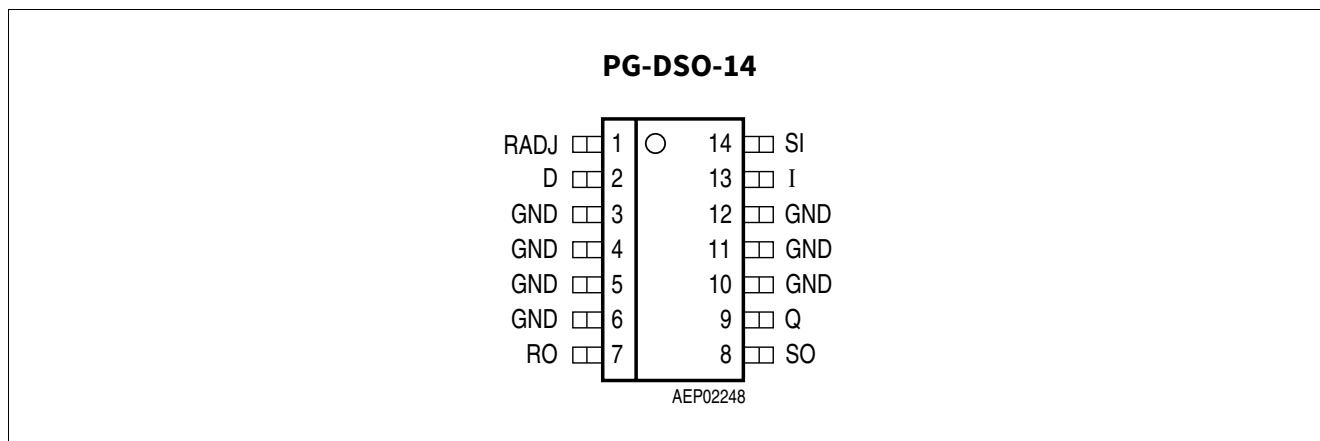 PG-DSO-14
RADJ 1 14 SI
D 2 13 I
GND 3 12 GND
GND 4 11 GND
GND 5 10 GND
GND 6 9 Q
RO 7 8 SO
AEP02248